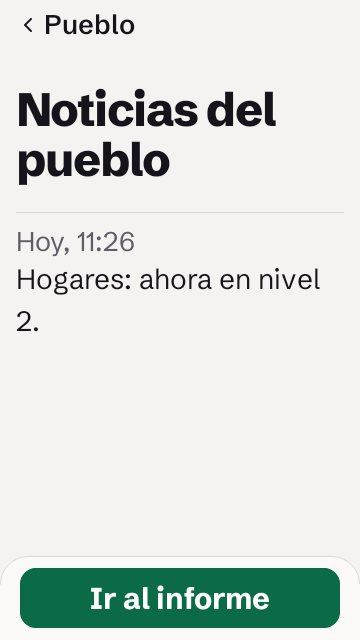 Pueblo
Noticias del
pueblo
Hoy, 11:26
Hogares: ahora en nivel
2.
Ir al informe